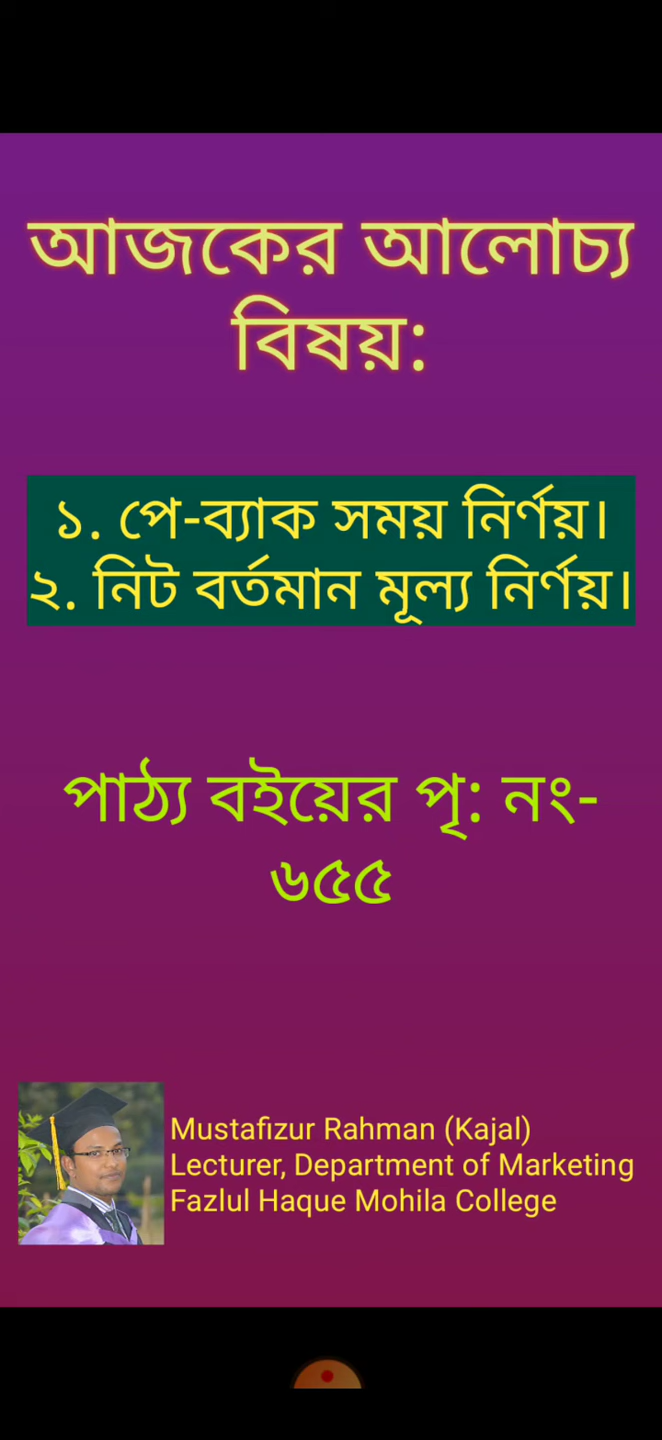 আজকের আলোচ্য
বিষয়:
১. পে-ব্যাক সময় নির্ণয়।
২. নিট বর্তমান মূল্য নির্ণয়।
পাঠ্য বইয়ের পৃ: নং-
৬৫৫
Mustafizur Rahman (Kajal)
Lecturer, Department of Marketing
Fazlul Haque Mohila College